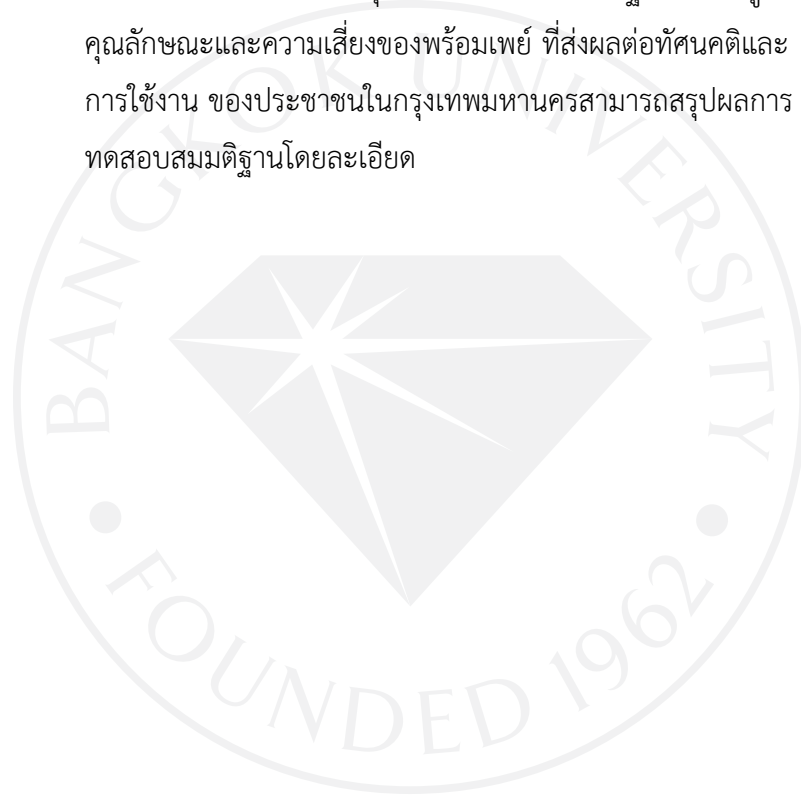 คุณลักษณะและความเสี่ยงของพร้อมเพย์ ที่ส่งผลต่อทัศนคติและ
การใช้งาน ของประชาชนในกรุงเทพมหานครสามารถสรุปผลการ
ทดสอบสมมติฐานโดยละเอียด
BANGKOK UNIVERSITY
FOUNDED 1962